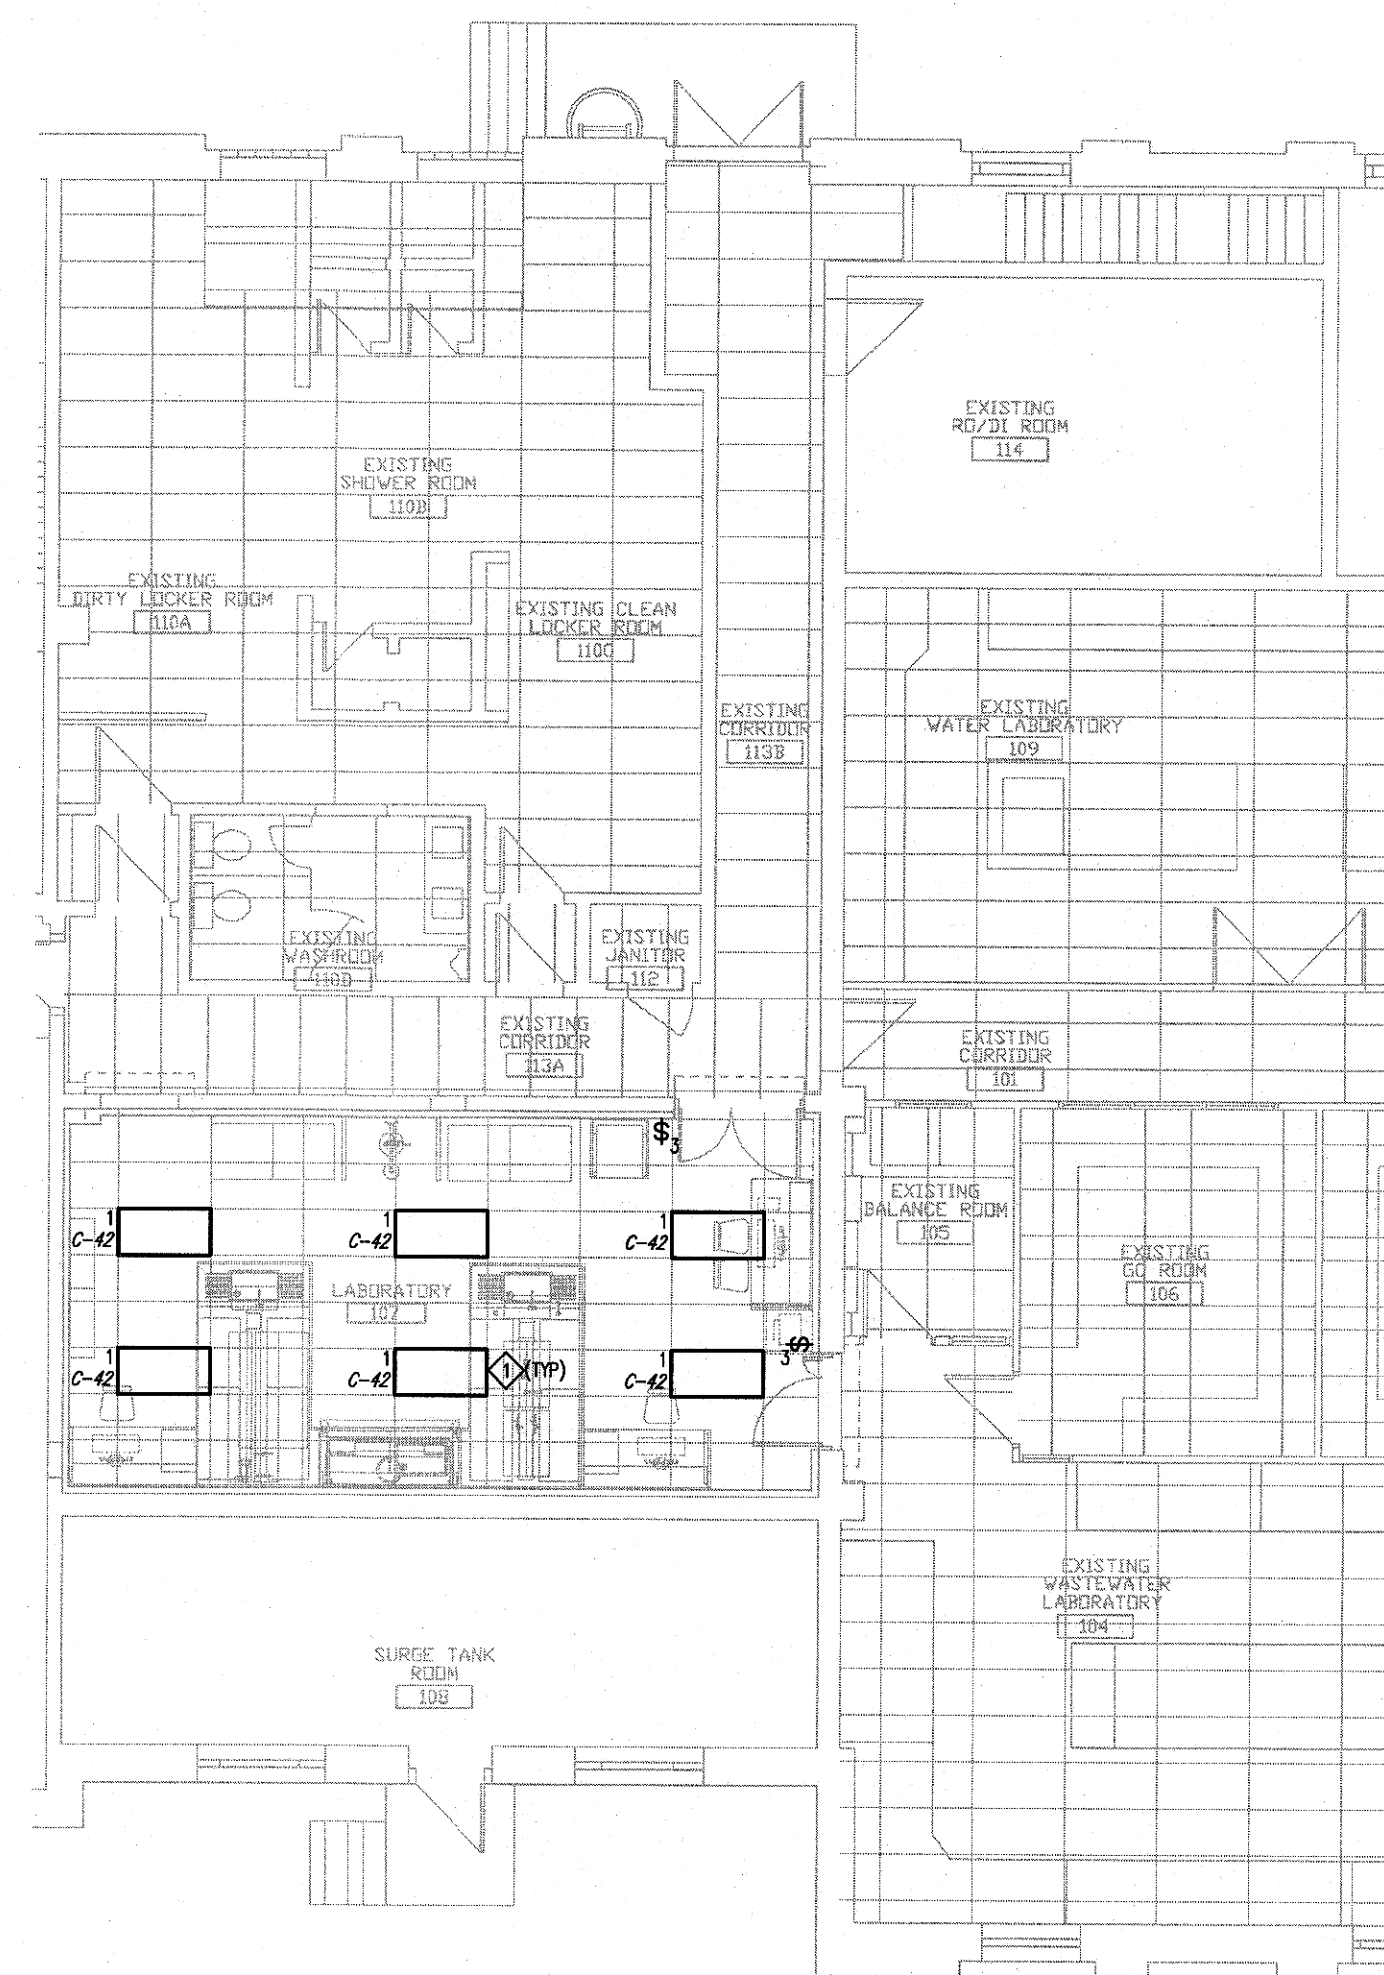 EXISTING
RO/DI ROOM
114
EXISTING
SHOWER ROOM
110B
EXISTING
DIRTY LOCKER ROOM
110A
EXISTING CLEAN
LOCKER ROOM
110C
EXISTING
CORRIDOR
113B
EXISTING
WATER LABORATORY
109
EXISTING
WASHROOM
110D
EXISTING
JANITOR
112
EXISTING
CORRIDOR
113A
EXISTING
CORRIDOR
101
$3
EXISTING
BALANCE ROOM
105
1
C-42
1
C-42
1
C-42
EXISTING
GC ROOM
106
LABORATORY
107
$3
1
C-42
1
C-42
1 (TYP)
1
C-42
EXISTING
WASTEWATER
LABORATORY
104
SURGE TANK
ROOM
108